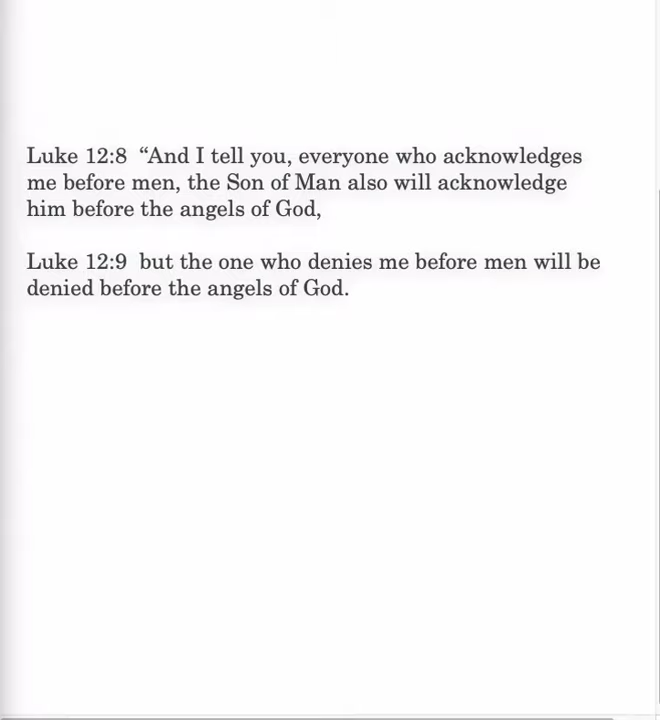 Luke 12:8 “And I tell you, everyone who acknowledges
me before men, the Son of Man also will acknowledge
him before the angels of God,
Luke 12:9 but the one who denies me before men will be
denied before the angels of God.